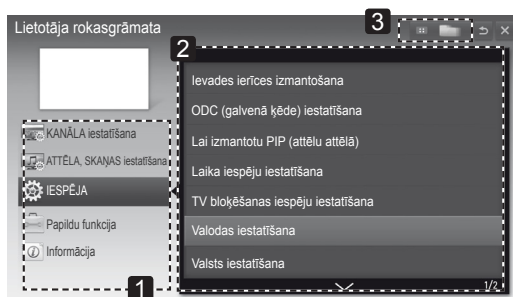 Lietotāja rokasgrāmata
3
2
Ievades ierīces izmantošana
ODC (galvenā ķēde) iestatīšana
Lai izmantotu PIP (attēlu attēlā)
Laika iespēju iestatīšana
TV bloķēšanas iespēju iestatīšana
Valodas iestatīšana
Valsts iestatīšana
1/2
KANĀLA iestatīšana
ATTĒLA, SKAŅAS iestatīšana
IESPĒJA
Papildu funkcija
Informācija
1